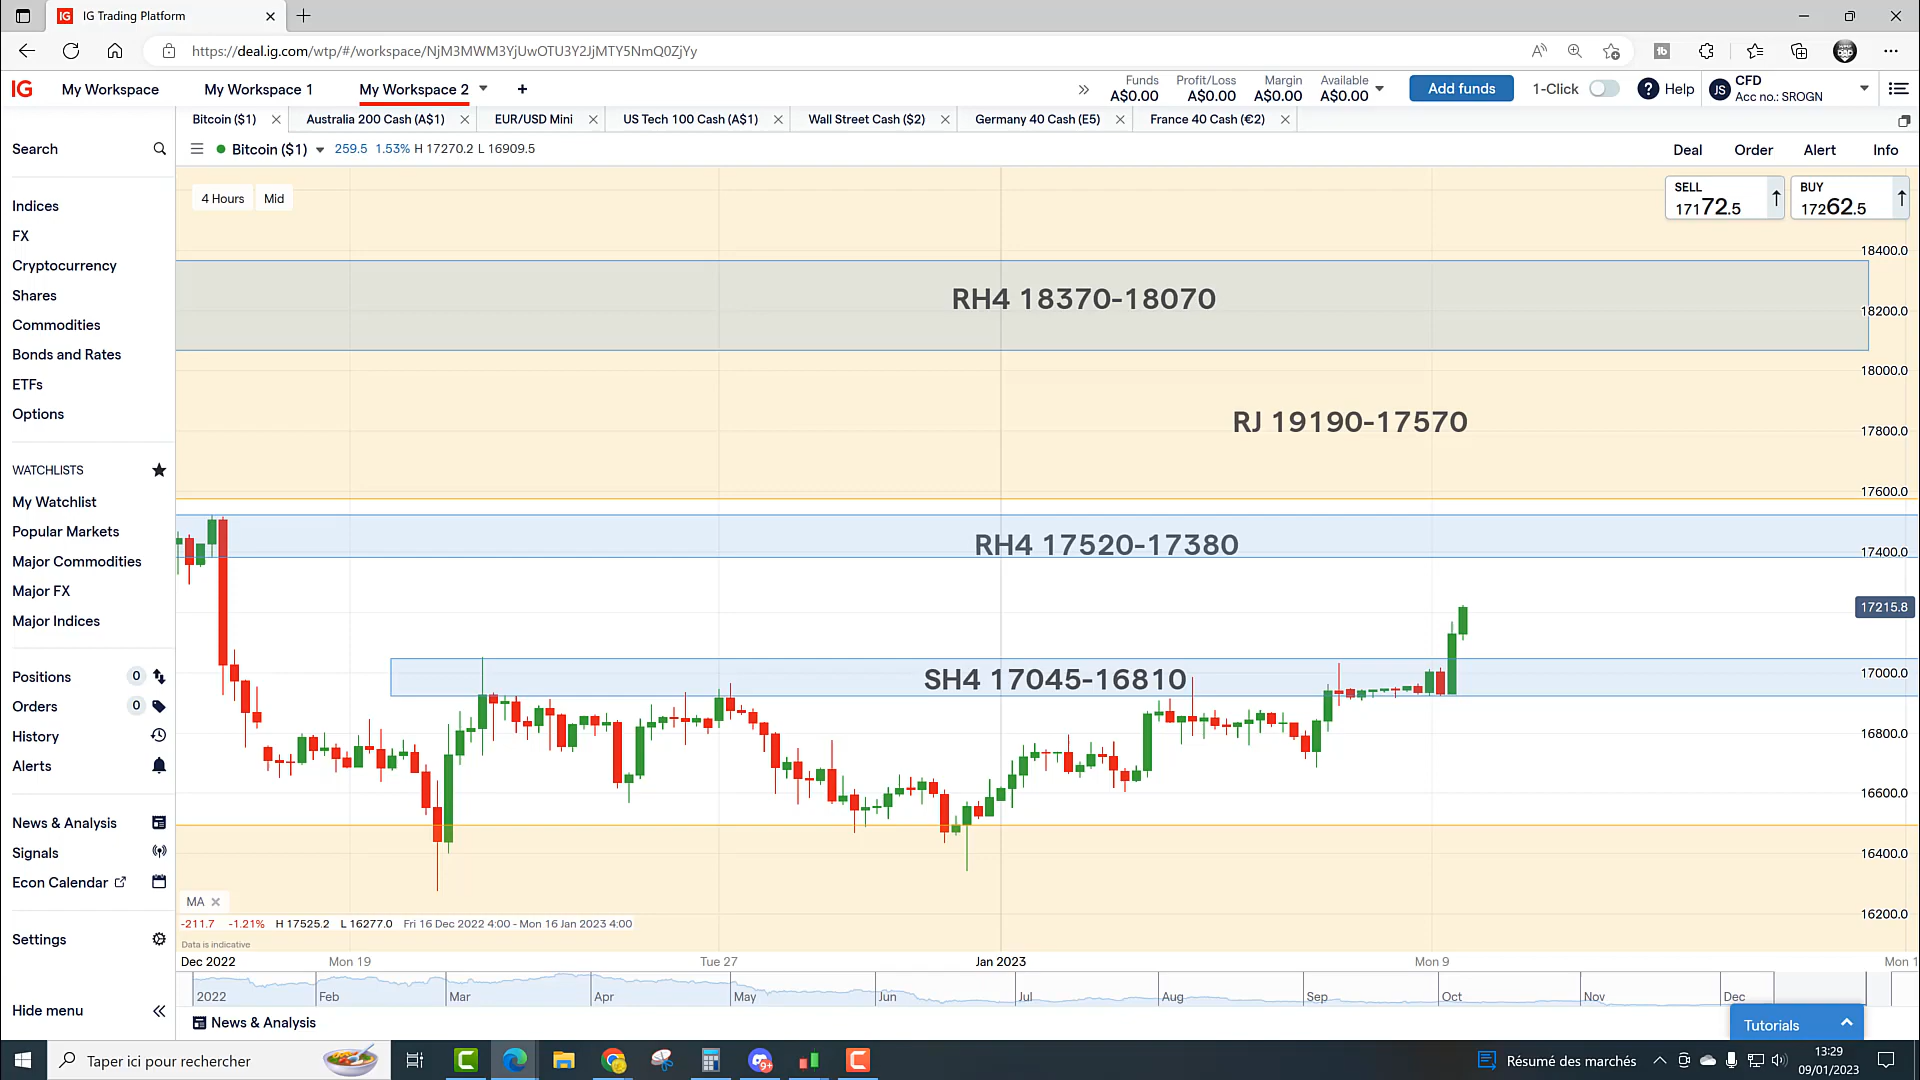 IG Trading Platform
https://deal.ig.com/wtp/#/workspace/NjM3MWM3YjUwOTU3Y2JjMTY5NmQ0ZjYy
IG My Workspace My Workspace 1 My Workspace 2
Funds Profit/Loss Margin Available
A$0.00 A$0.00 A$0.00 A$0.00
Add funds 1-Click Help
JS CFD
Acc no.: SROGN
Bitcoin ($1) Australia 200 Cash (A$1) EUR/USD Mini US Tech 100 Cash (A$1) Wall Street Cash ($2) Germany 40 Cash (E5) France 40 Cash (€2)
Bitcoin ($1) 259.5 1.53% H 17270.2 L 16909.5
Deal Order Alert Info
4 Hours Mid
SELL
17172.5
BUY
17262.5
Search
Indices
FX
Cryptocurrency
Shares
Commodities
Bonds and Rates
ETFs
Options
WATCHLISTS
My Watchlist
Popular Markets
Major Commodities
Major FX
Major Indices
Positions 0
Orders 0
History
Alerts
News & Analysis
Signals
Econ Calendar
Settings
Hide menu
RH4 18370-18070
RJ 19190-17570
RH4 17520-17380
SH4 17045-16810
18400.0
18200.0
18000.0
17800.0
17600.0
17400.0
17215.8
17000.0
16800.0
16600.0
16400.0
16200.0
MA
-211.7 -1.21% H 17525.2 L 16277.0 Fri 16 Dec 2022 4:00 - Mon 16 Jan 2023 4:00
Data is indicative
Dec 2022 Mon 19 Tue 27 Jan 2023 Mon 9 Mon 1
2022 Feb Mar Apr May Jun Jul Aug Sep Oct Nov Dec
News & Analysis
Tutorials
Taper ici pour rechercher
Résumé des marchés
13:29
09/01/2023